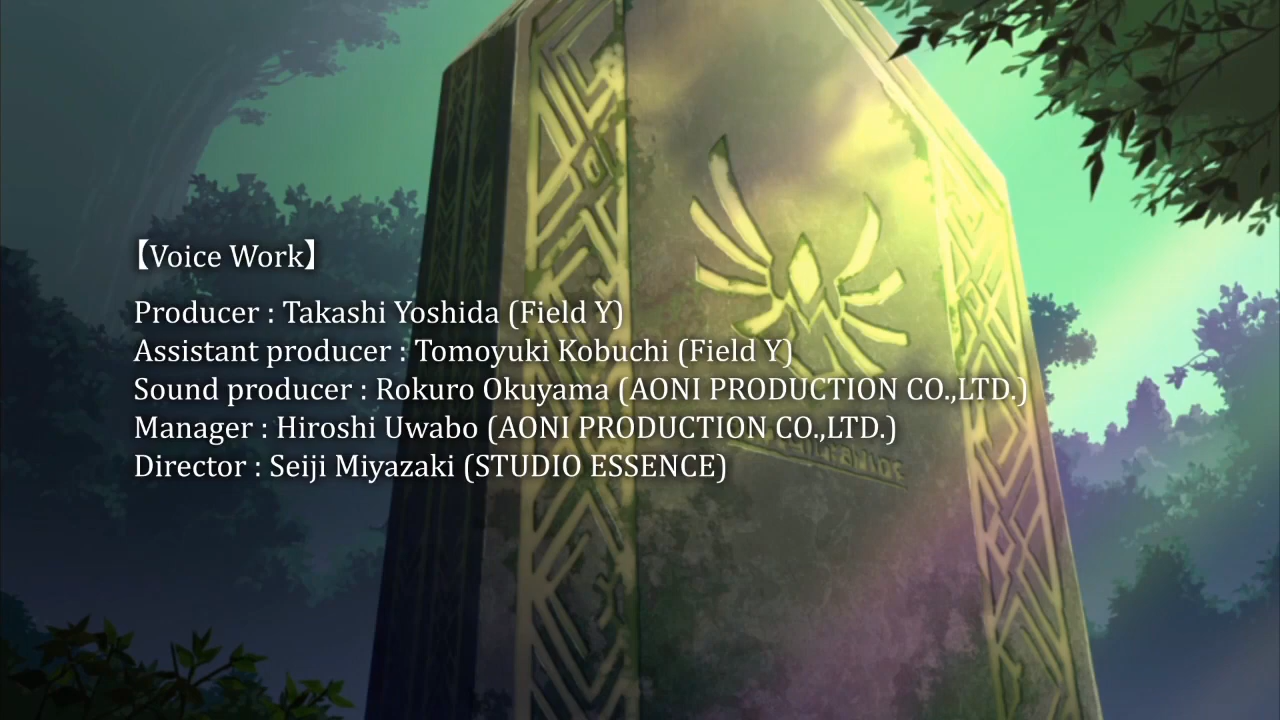 【Voice Work】
Producer : Takashi Yoshida (Field Y)
Assistant producer : Tomoyuki Kobuchi (Field Y)
Sound producer : Rokuro Okuyama (AONI PRODUCTION CO.,LTD.)
Manager : Hiroshi Uwabo (AONI PRODUCTION CO.,LTD.)
Director : Seiji Miyazaki (STUDIO ESSENCE)